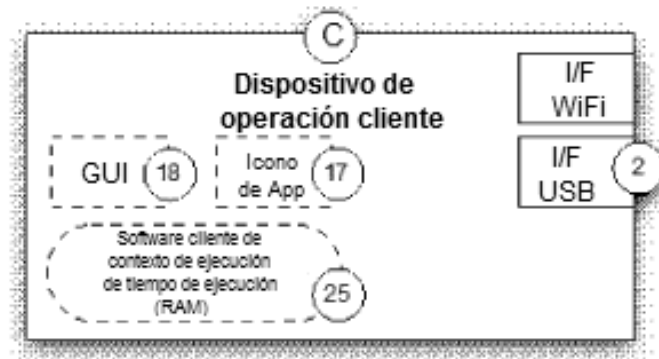 C
Dispositivo de
operación cliente
I/F
WiFi
GUI
18
Icono
de App
17
I/F
USB
2
Software cliente de
contexto de ejecución
de tiempo de ejecución
(RAM)
25